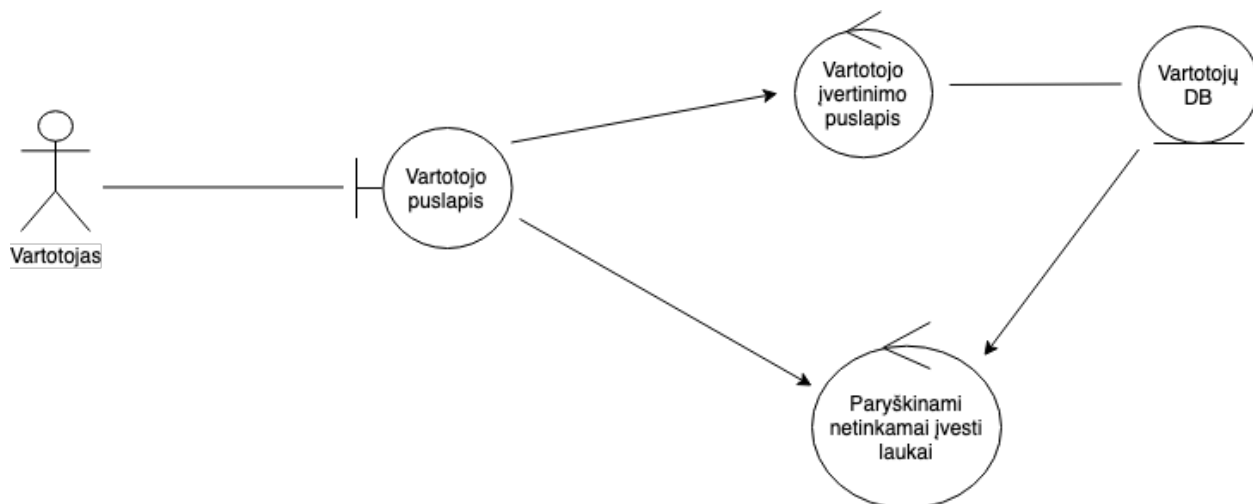 Vartotojas
Vartotojo
puslapis
Vartotojo
įvertinimo
puslapis
Vartotojų
DB
Paryškinami
netinkamai įvesti
laukai